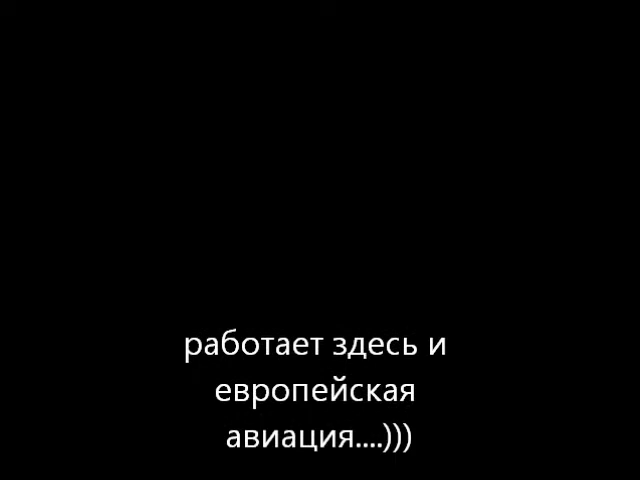 работает здесь и
европейская
авиация....)))